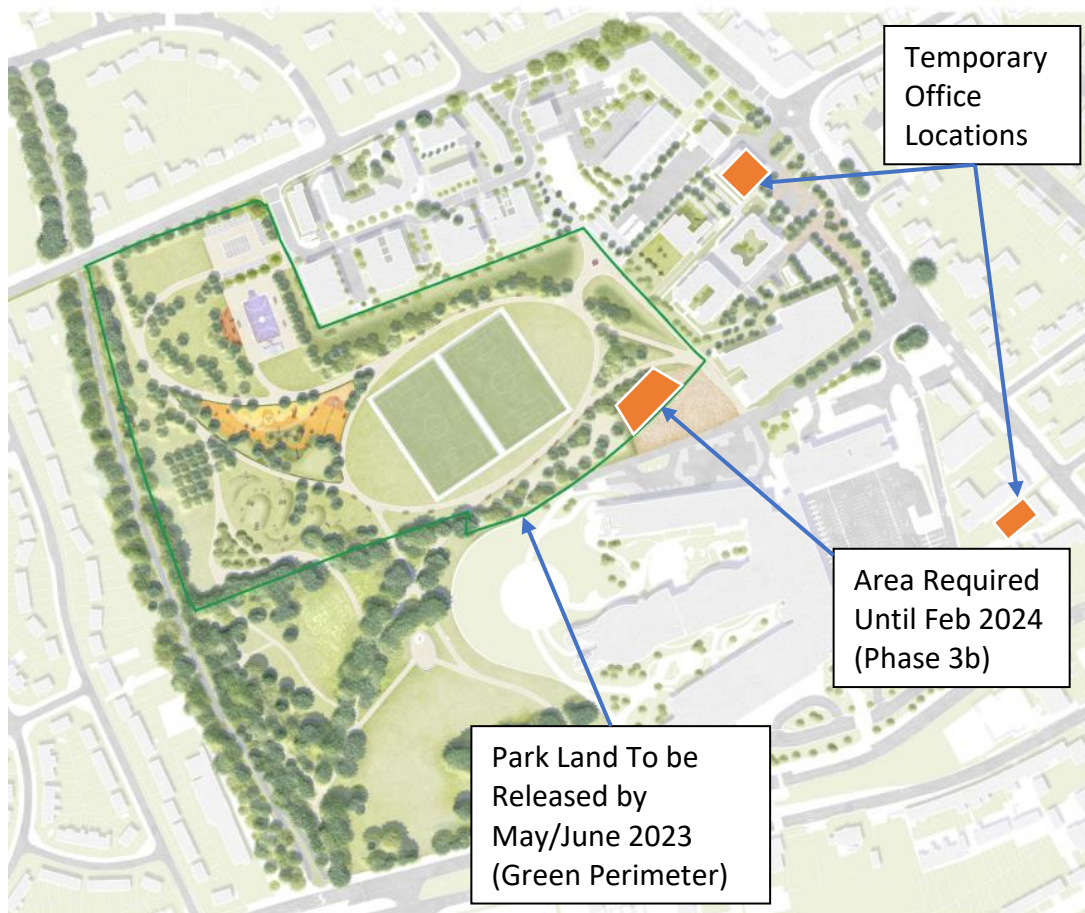 Temporary
Office
Locations
Area Required
Until Feb 2024
(Phase 3b)
Park Land To be
Released by
May/June 2023
(Green Perimeter)